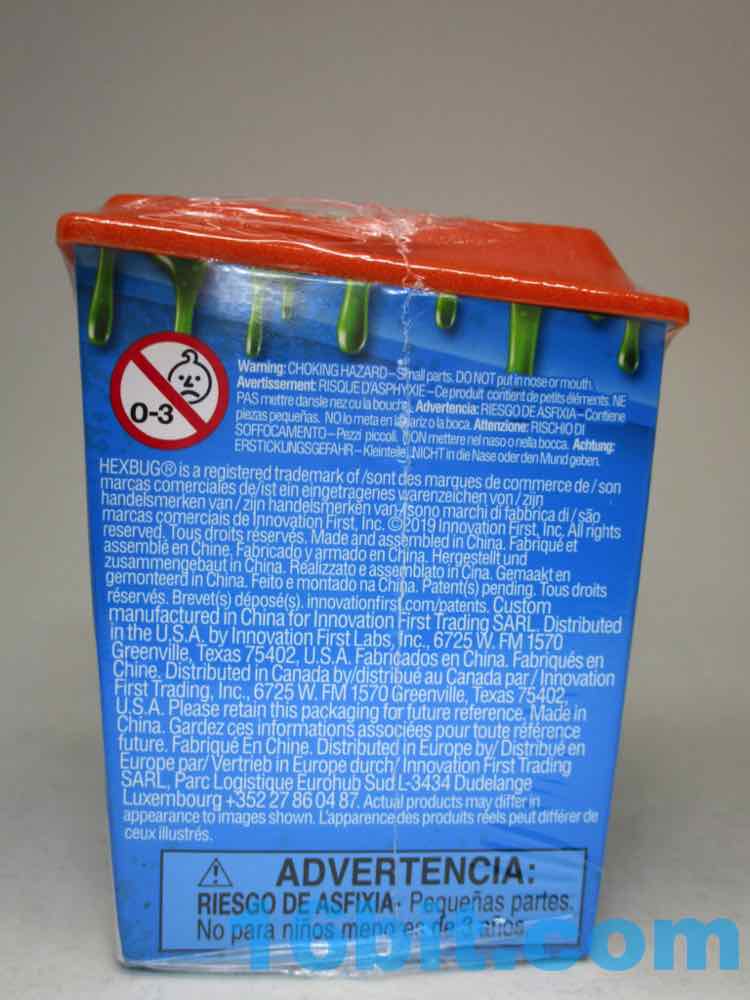 0-3
Warning: CHOKING HAZARD – Small parts. DO NOT put in nose or mouth.
Avertissement: RISQUE D'ASPHYXIE – Ce produit contient de petits éléments. NE
PAS mettre dans le nez ou la bouche. Advertencia: RIESGO DE ASFIXIA – Contiene
piezas pequeñas. NO lo meta en la nariz o la boca. Attenzione: RISCHIO DI
SOFFOCAMENTO – Pezzi piccoli. NON mettere nel naso o nella bocca. Achtung:
ERSTICKUNGSGEFAHR – Kleinteile. NICHT in die Nase oder den Mund geben.
HEXBUG® is a registered trademark of / sont des marques de commerce de / son
marcas comerciales de/ist ein eingetragenes warenzeichen von / zijn
handelsmerken van / zijn handelsmerken van / sono marchi di fabbrica di / são
marcas comerciais de Innovation First, Inc. ©2019 Innovation First, Inc. All rights
reserved. Tous droits réservés. Made and assembled in China. Fabriqué et
assemblé en Chine. Fabricado y armado en China. Hergestellt und
zusammengebaut in China. Realizzato e assemblato in Cina. Gemaakt en
gemonteerd in China. Feito e montado na China. Patent(s) pending. Tous droits
réservés. Brevet(s) déposé(s). innovationfirst.com/patents. Custom
manufactured in China for Innovation First Trading SARL. Distributed
in the U.S.A. by Innovation First Labs, Inc., 6725 W. FM 1570
Greenville, Texas 75402, U.S.A. Fabricados en China. Fabriqués en
Chine. Distributed in Canada by/distribué au Canada par / Innovation
First Trading, Inc., 6725 W. FM 1570 Greenville, Texas 75402,
U.S.A. Please retain this packaging for future reference. Made in
China. Gardez ces informations associées pour toute référence
future. Fabriqué En Chine. Distributed in Europe by/ Distribué en
Europe par/ Vertrieb in Europe durch/ Innovation First Trading
SARL, Parc Logistique Eurohub Sud L-3434 Dudelange
Luxembourg +352 27 86 04 87. Actual products may differ in
appearance to images shown. L'apparence des produits réels peut différer de
ceux illustrés.
ADVERTENCIA:
RIESGO DE ASFIXIA- Pequeñas partes.
No para niños menores de 3 años.